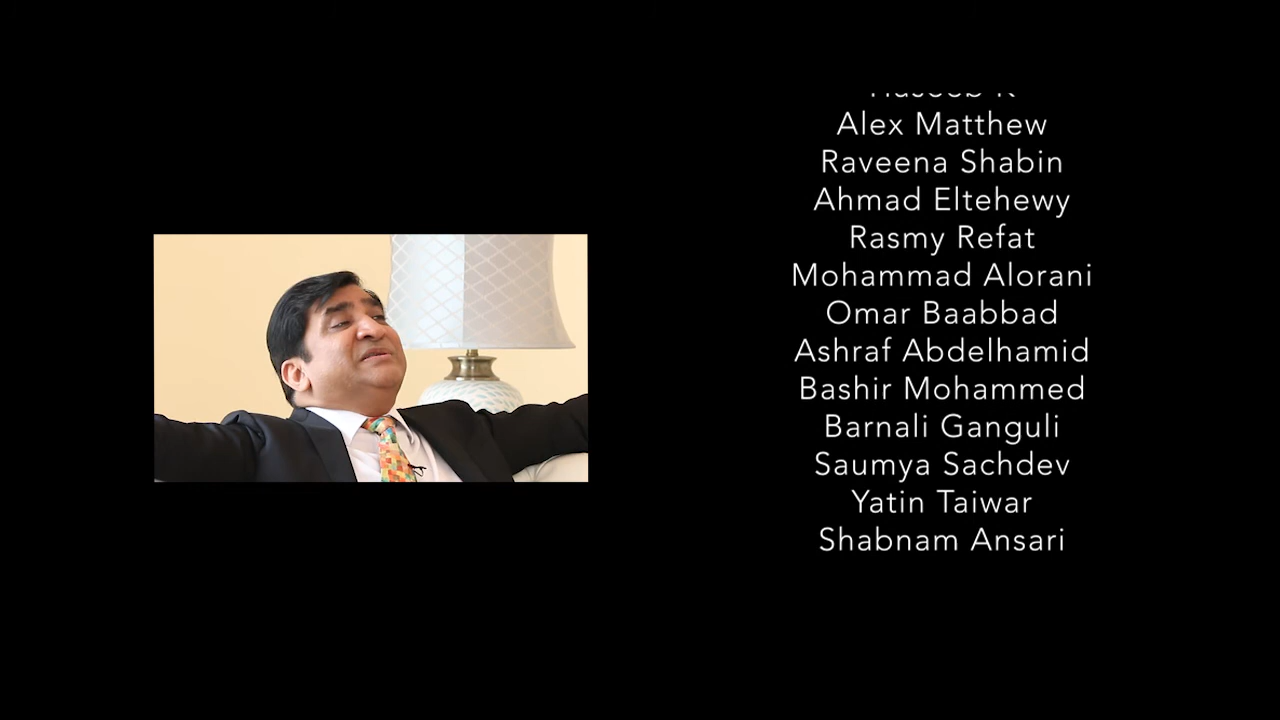 Alex Matthew
Raveena Shabin
Ahmad Eltehewy
Rasmy Refat
Mohammad Alorani
Omar Baabbad
Ashraf Abdelhamid
Bashir Mohammed
Barnali Ganguli
Saumya Sachdev
Yatin Taiwar
Shabnam Ansari